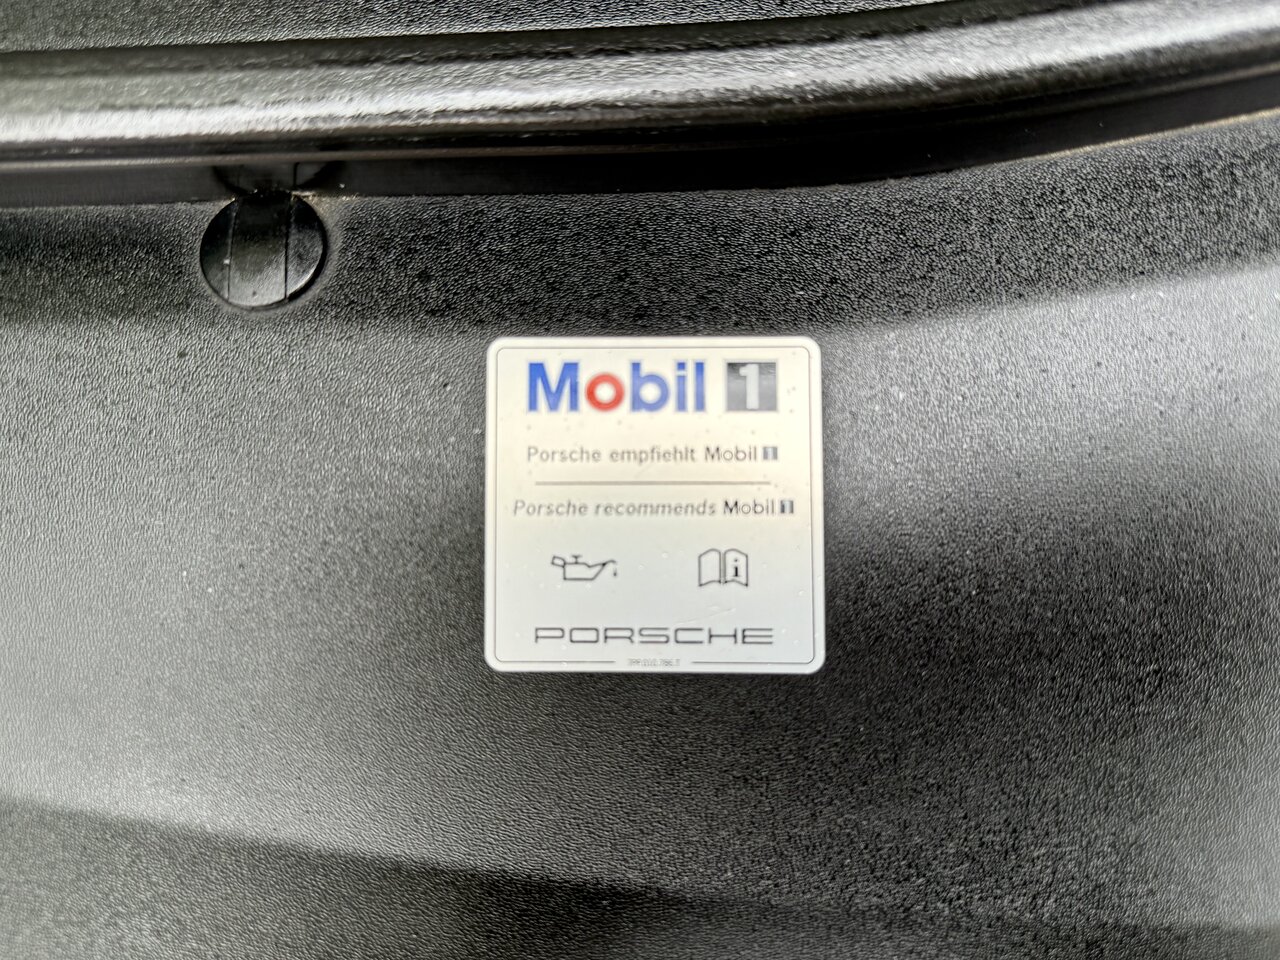 Mobil 1
Porsche empfiehlt Mobil 1
Porsche recommends Mobil 1
i
PORSCHE